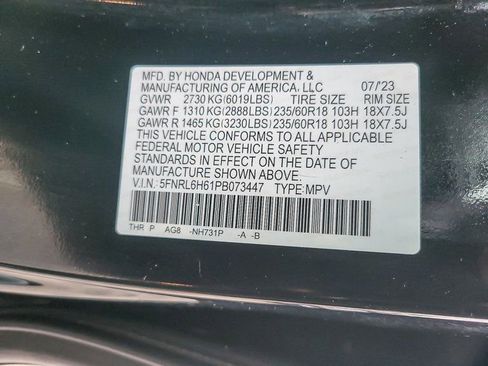 MFD. BY HONDA DEVELOPMENT &
MANUFACTURING OF AMERICA, LLC 07/'23
GVWR 2730 KG(6019LBS) TIRE SIZE RIM SIZE
GAWR F 1310 KG(2888LBS) 235/60R18 103H 18X7.5J
GAWR R 1465 KG(3230LBS) 235/60R18 103H 18X7.5J
THIS VEHICLE CONFORMS TO ALL APPLICABLE
FEDERAL MOTOR VEHICLE SAFETY
STANDARDS IN EFFECT ON THE DATE OF
MANUFACTURE SHOWN ABOVE.
V.I.N.: 5FNRL6H61PB073447 TYPE:MPV
THR P AG8 -NH731P -A -B